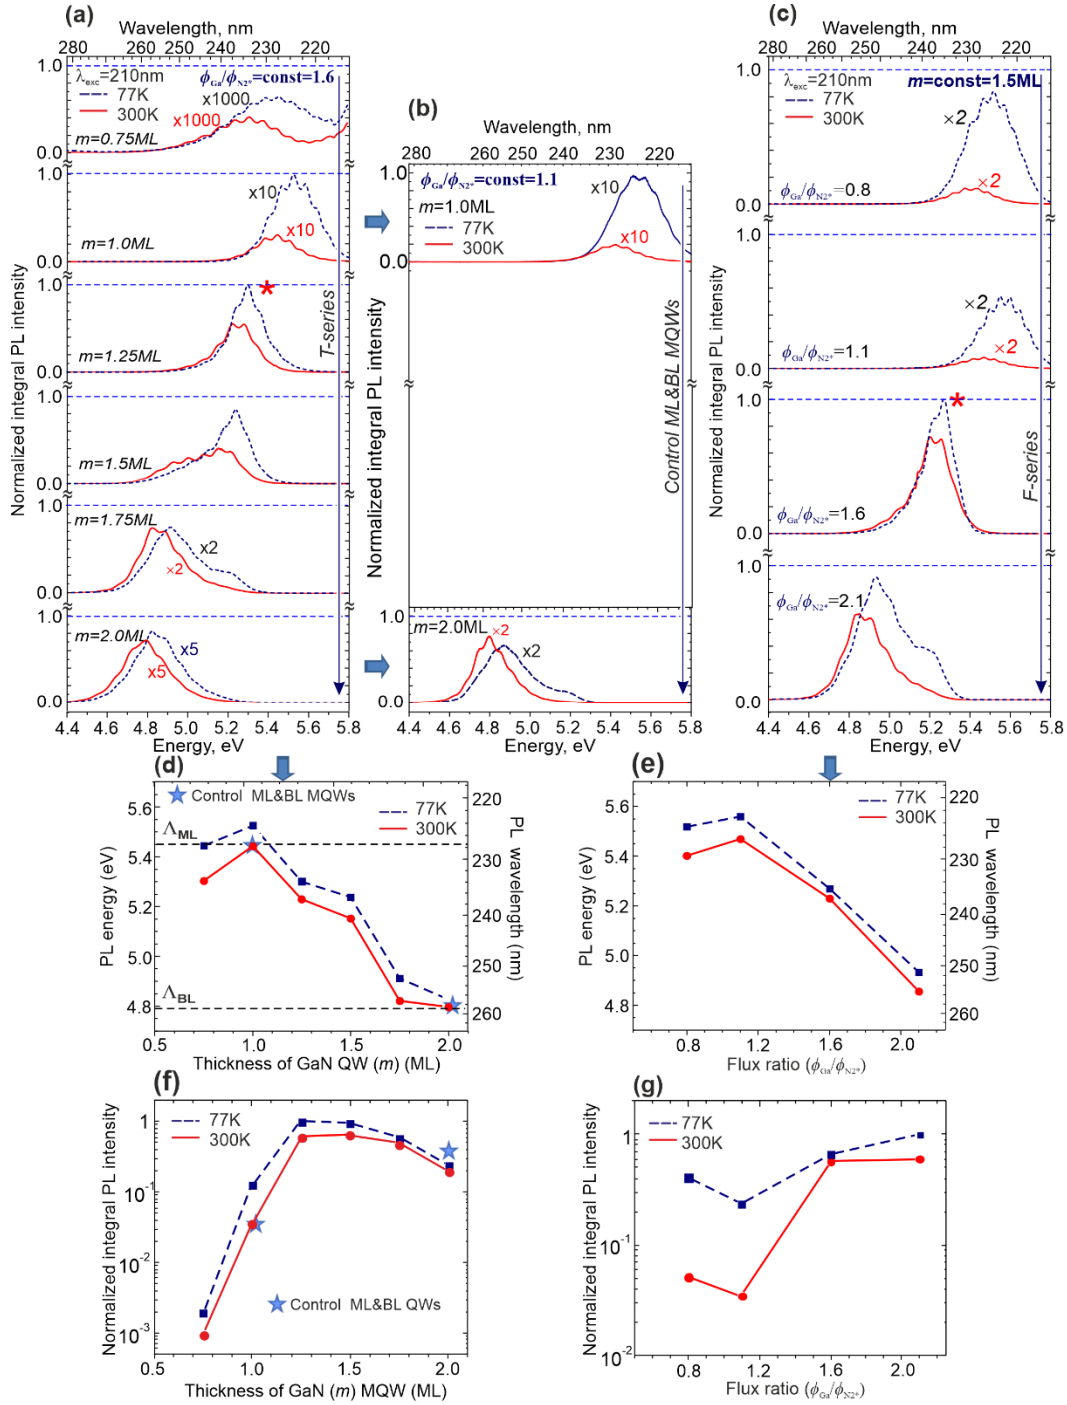 (a)
Wavelength, nm
280 260 250 240 230 220 210
Normalized integral PL intensity
1.0
0.0
λexc=210nm
77K
300K
ϕGa/ϕN2*=const=1.6
x1000
x1000
m=0.75ML
1.0
0.0
x10
x10
m=1.0ML
1.0
0.0
*
m=1.25ML
T-series
1.0
0.0
m=1.5ML
1.0
0.0
m=1.75ML
x2
×2
1.0
0.0
m=2.0ML
x5
x5
4.4 4.6 4.8 5.0 5.2 5.4 5.6 5.8
Energy, eV
(b)
Wavelength, nm
280 260 250 240 230 220
Normalized integral PL intensity
ϕGa/ϕN2*=const=1.1
m=1.0ML
77K
300K
x10
x10
1.0
0.0
Control ML&BL MQWs
1.0
0.0
m=2.0ML
×2
x2
4.4 4.6 4.8 5.0 5.2 5.4 5.6 5.8
Energy, eV
(c)
Wavelength, nm
280 260 250 240 230 220 210
Normalized integral PL intensity
1.0
0.0
λexc=210nm
77K
300K
m=const=1.5ML
×2
×2
ϕGa/ϕN2*=0.8
1.0
0.0
×2
×2
ϕGa/ϕN2*=1.1
1.0
0.0
*
ϕGa/ϕN2*=1.6
F-series
1.0
0.0
ϕGa/ϕN2*=2.1
4.4 4.6 4.8 5.0 5.2 5.4 5.6 5.8
Energy, eV
(d)
Control ML&BL MQWs
77K
300K
ΛML
ΛBL
PL energy (eV)
5.6
5.4
5.2
5.0
4.8
PL wavelength (nm)
220
230
240
250
260
0.5 1.0 1.5 2.0
Thickness of GaN QW (m) (ML)
(e)
77K
300K
PL energy (eV)
5.6
5.4
5.2
5.0
4.8
PL wavelength (nm)
220
230
240
250
260
0.8 1.2 1.6 2.0
Flux ratio (ϕGa/ϕN2*)
(f)
77K
300K
Normalized integral PL intensity
1
10-1
10-2
10-3
Control ML&BL QWs
0.5 1.0 1.5 2.0
Thickness of GaN (m) MQW (ML)
(g)
77K
300K
Normalized integral PL intensity
1.0
10-1
10-2
0.8 1.2 1.6 2.0
Flux ratio (ϕGa/ϕN2*)